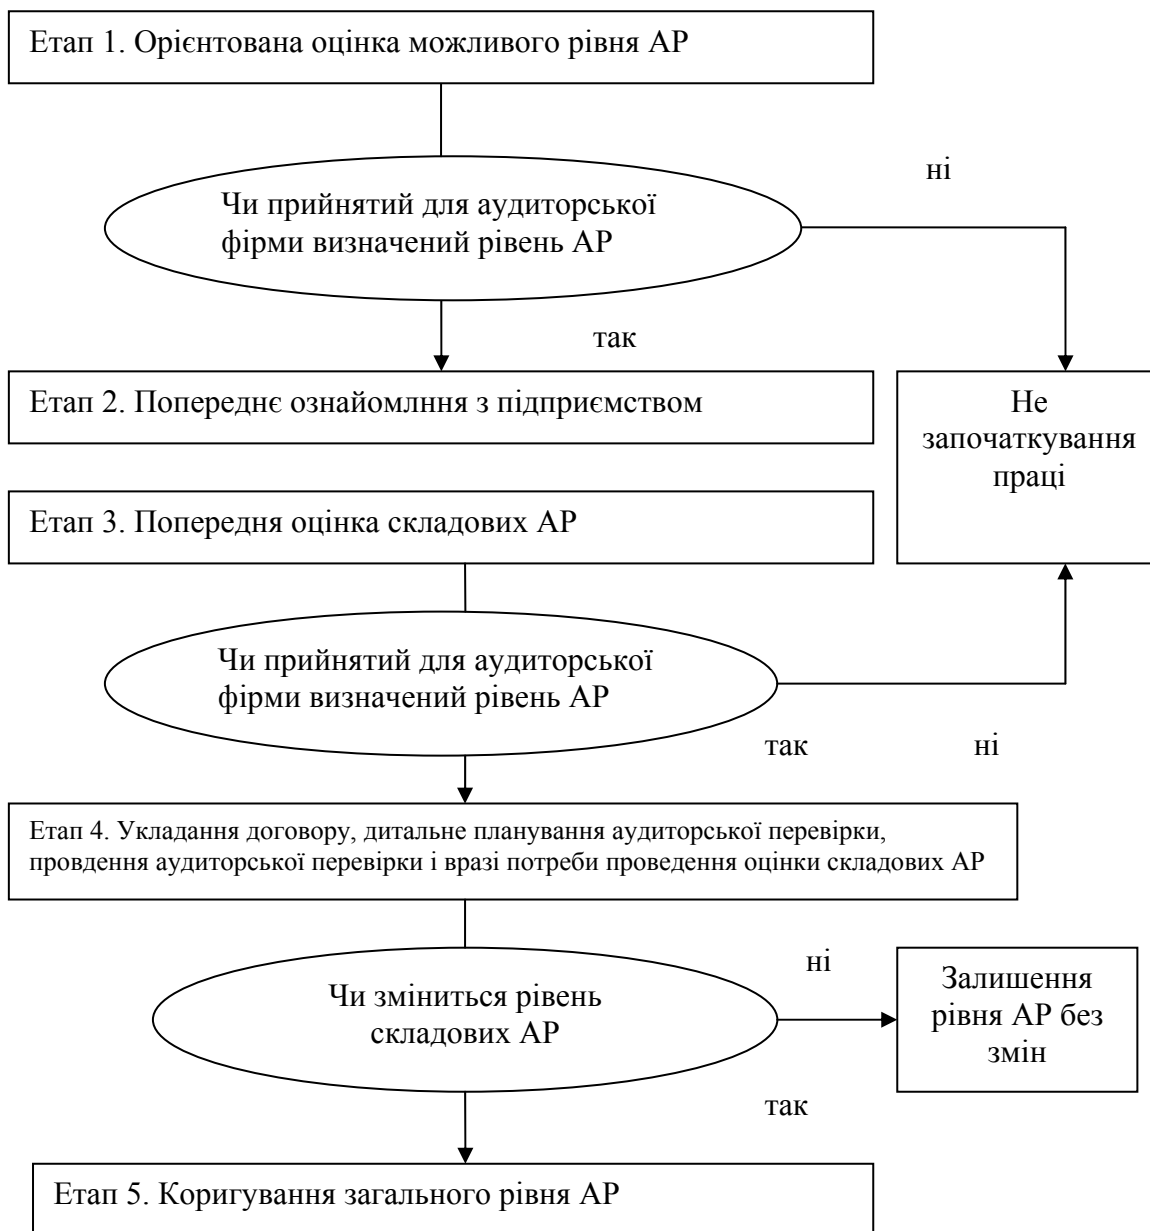 Етап 1. Орієнтована оцінка можливого рівня АР
ні
Чи прийнятий для аудиторської
фірми визначений рівень АР
так
Етап 2. Попереднє ознайомлння з підприємством
Не
започаткування
праці
Етап 3. Попередня оцінка складових АР
Чи прийнятий для аудиторської
фірми визначений рівень АР
так
ні
Етап 4. Укладання договору, дитальне планування аудиторської перевірки,
провдення аудиторської перевірки і вразі потреби проведення оцінки складових АР
ні
Чи зміниться рівень
складових АР
Залишення
рівня АР без
змін
так
Етап 5. Коригування загального рівня АР